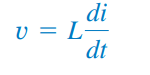 v = L di/dt